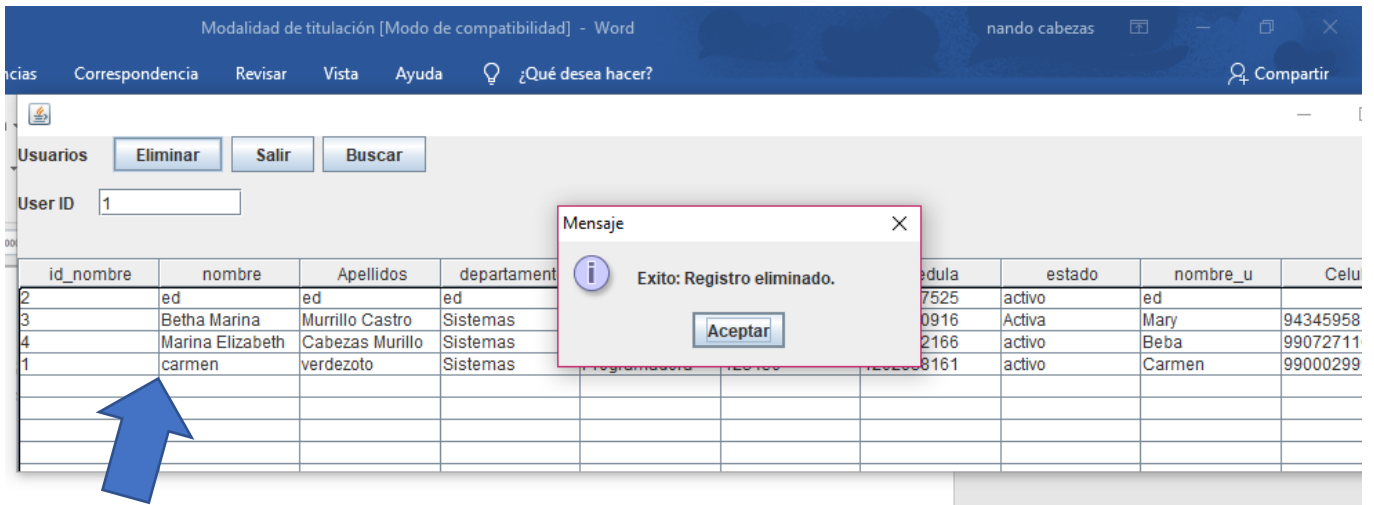 Modalidad de titulación [Modo de compatibilidad] - Word nando cabezas
ncias Correspondencia Revisar Vista Ayuda ¿Qué desea hacer? Compartir
Usuarios Eliminar Salir Buscar
User ID 1
Mensaje
Exito: Registro eliminado.
Aceptar
id_nombre nombre Apellidos departament edula estado nombre_u Celu
2 ed ed ed 7525 activo ed
3 Betha Marina Murrillo Castro Sistemas 0916 Activa Mary 94345958
4 Marina Elizabeth Cabezas Murillo Sistemas 2166 activo Beba 99072711
1 carmen verdezoto Sistemas 8161 activo Carmen 99000299